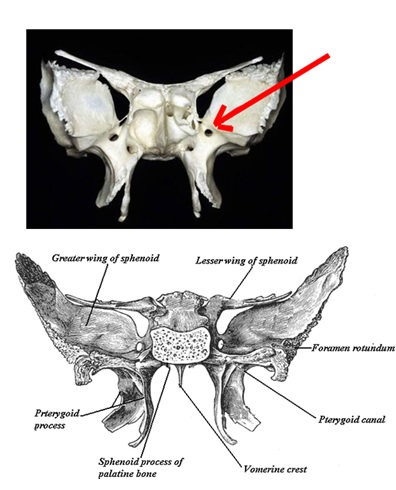 Greater wing of sphenoid
Lesser wing of sphenoid
Foramen rotundum
Prterygoid
process
Pterygoid canal
Sphenoid process of
palatine bone
Vomerine crest